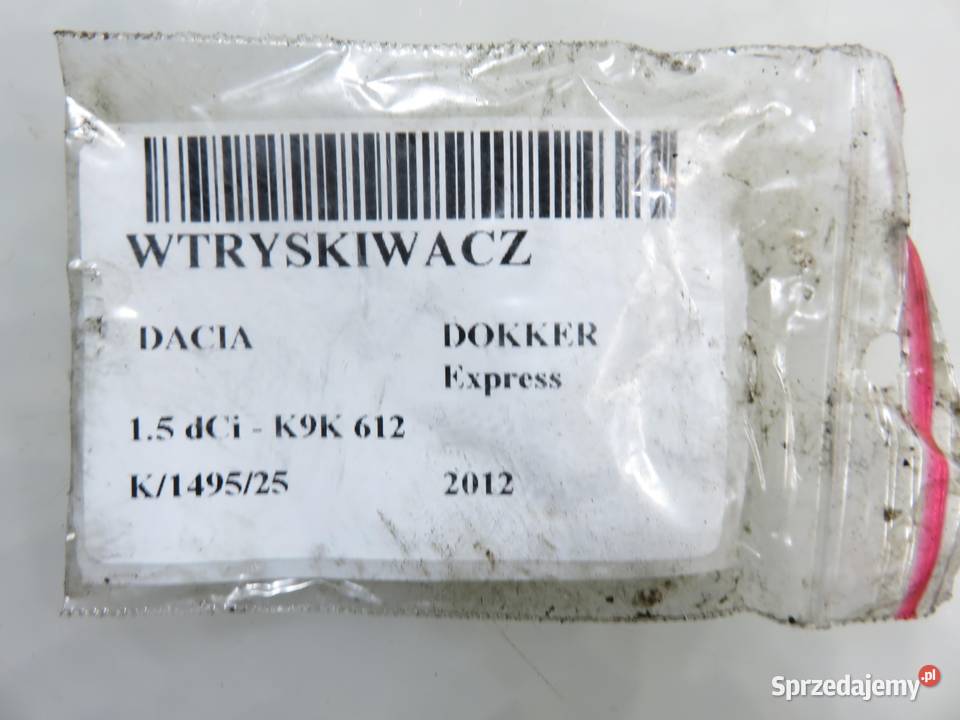 WTRYSKIWACZ
DACIA DOKKER
Express
1.5 dCi - K9K 612
K/1495/25 2012
Sprzedajemy.pl